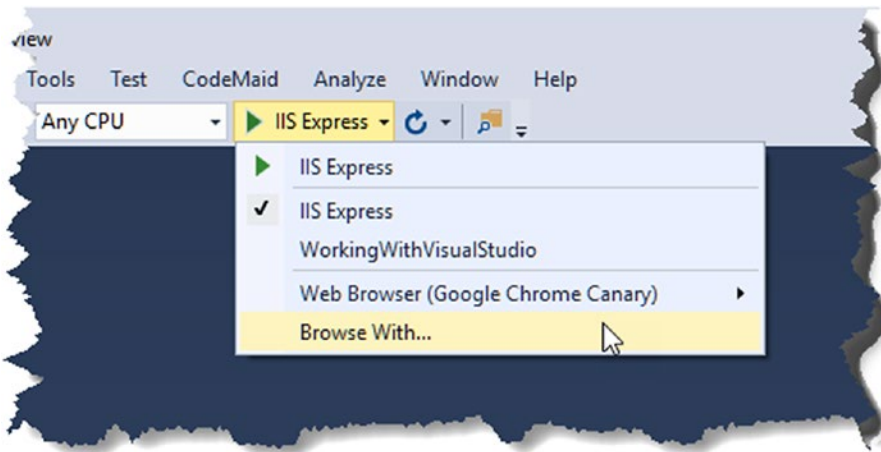 View
Tools Test CodeMaid Analyze Window Help
Any CPU IIS Express
IIS Express
IIS Express
WorkingWithVisualStudio
Web Browser (Google Chrome Canary)
Browse With...